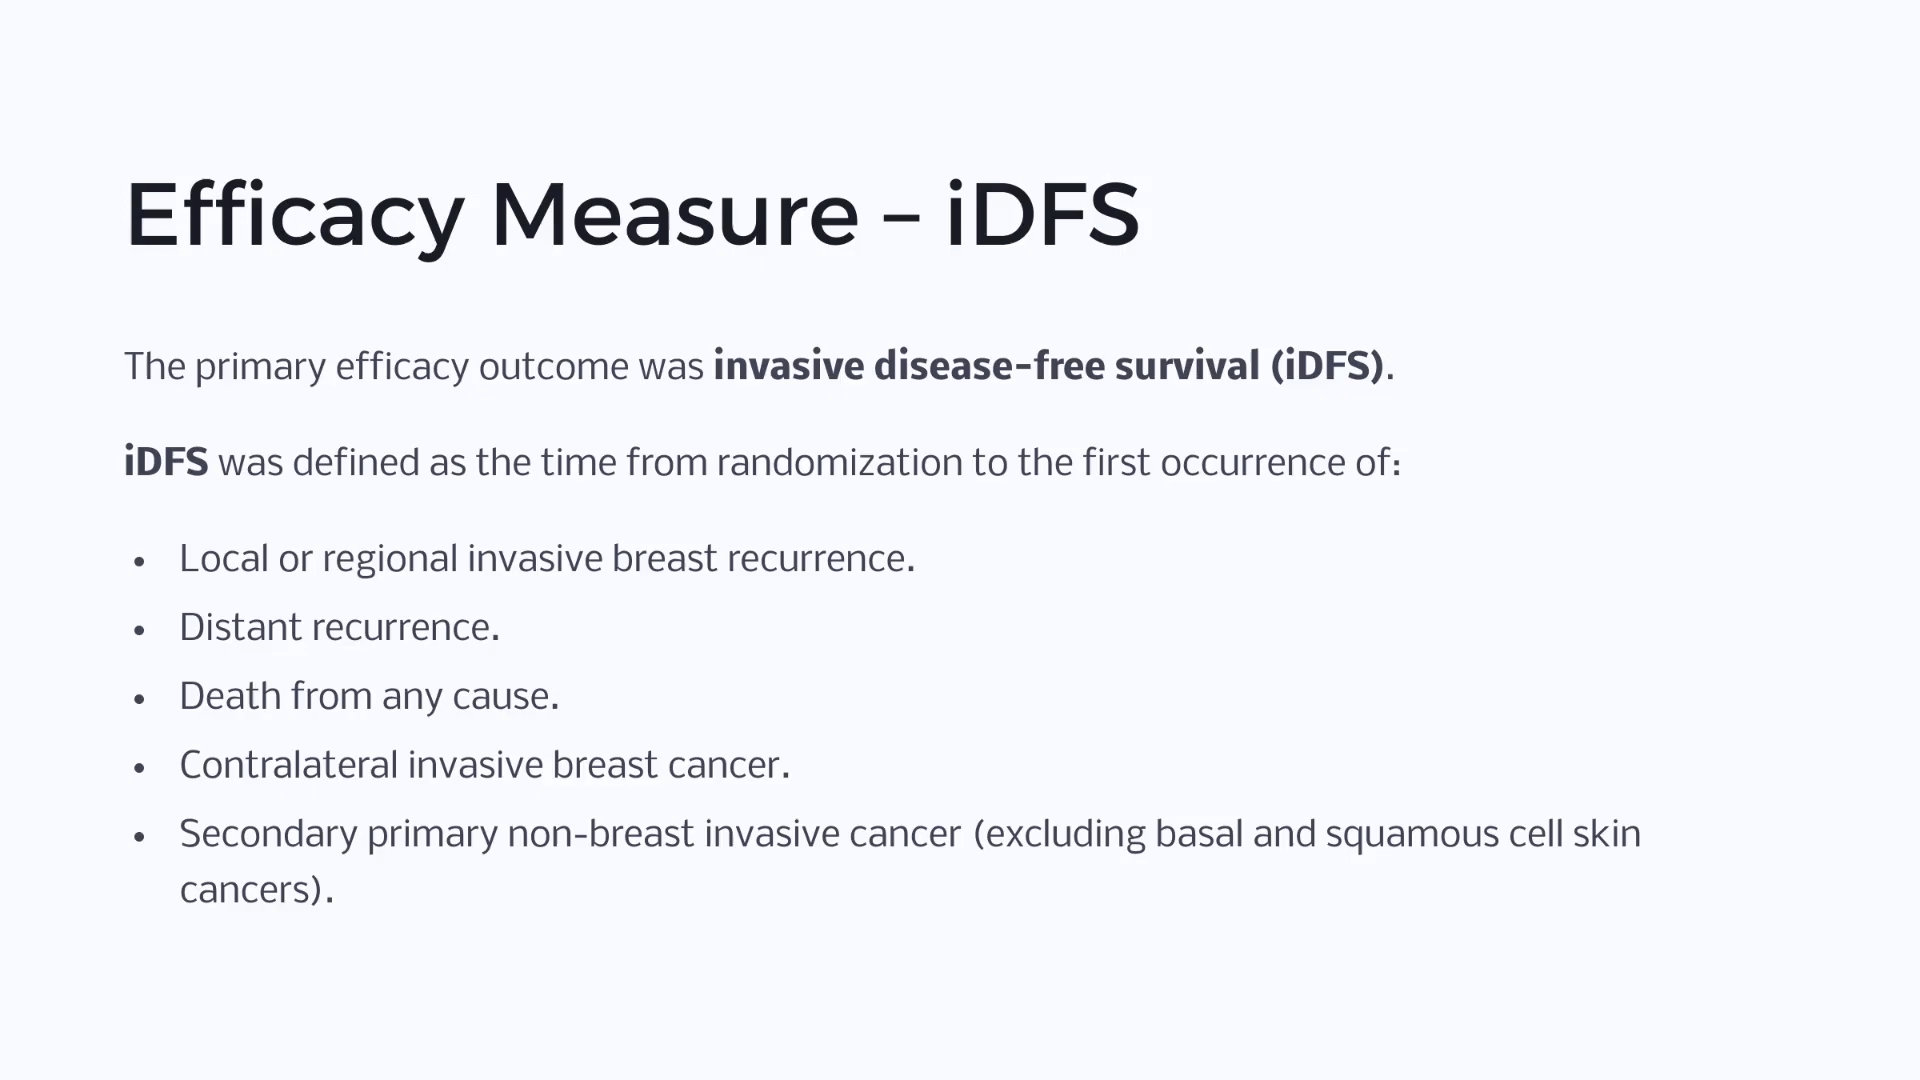 Efficacy Measure – iDFS
The primary efficacy outcome was invasive disease-free survival (iDFS).
iDFS was defined as the time from randomization to the first occurrence of:
• Local or regional invasive breast recurrence.
• Distant recurrence.
• Death from any cause.
• Contralateral invasive breast cancer.
• Secondary primary non-breast invasive cancer (excluding basal and squamous cell skin
cancers).